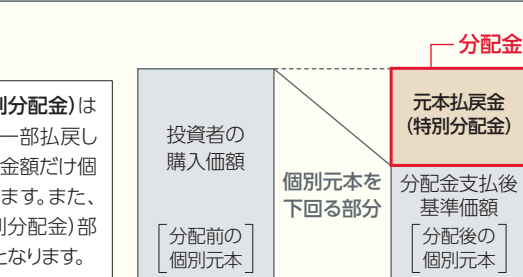 分配金
別分配金)は
一部払戻し
金額だけ個
ます。また、
別分配金)部
となります。
投資者の
購入価額
[分配前の
個別元本]
個別元本を
下回る部分
元本払戻金
(特別分配金)
分配金支払後
基準価額
[分配後の
個別元本]